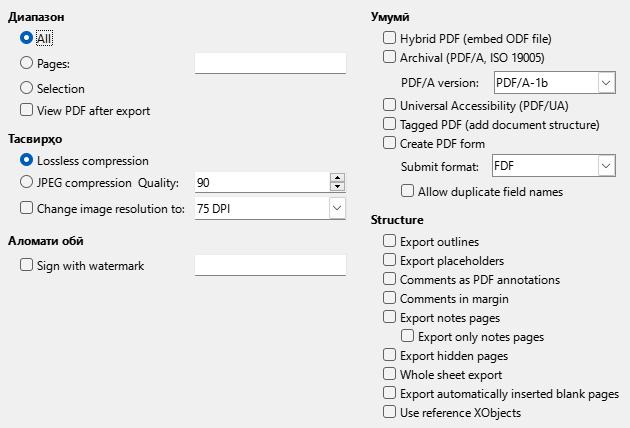 Диапазон
All
Pages:
Selection
View PDF after export
Тасвирҳо
Lossless compression
JPEG compression Quality: 90
Change image resolution to: 75 DPI
Аломати обӣ
Sign with watermark
Умумӣ
Hybrid PDF (embed ODF file)
Archival (PDF/A, ISO 19005)
PDF/A version: PDF/A-1b
Universal Accessibility (PDF/UA)
Tagged PDF (add document structure)
Create PDF form
Submit format: FDF
Allow duplicate field names
Structure
Export outlines
Export placeholders
Comments as PDF annotations
Comments in margin
Export notes pages
Export only notes pages
Export hidden pages
Whole sheet export
Export automatically inserted blank pages
Use reference XObjects